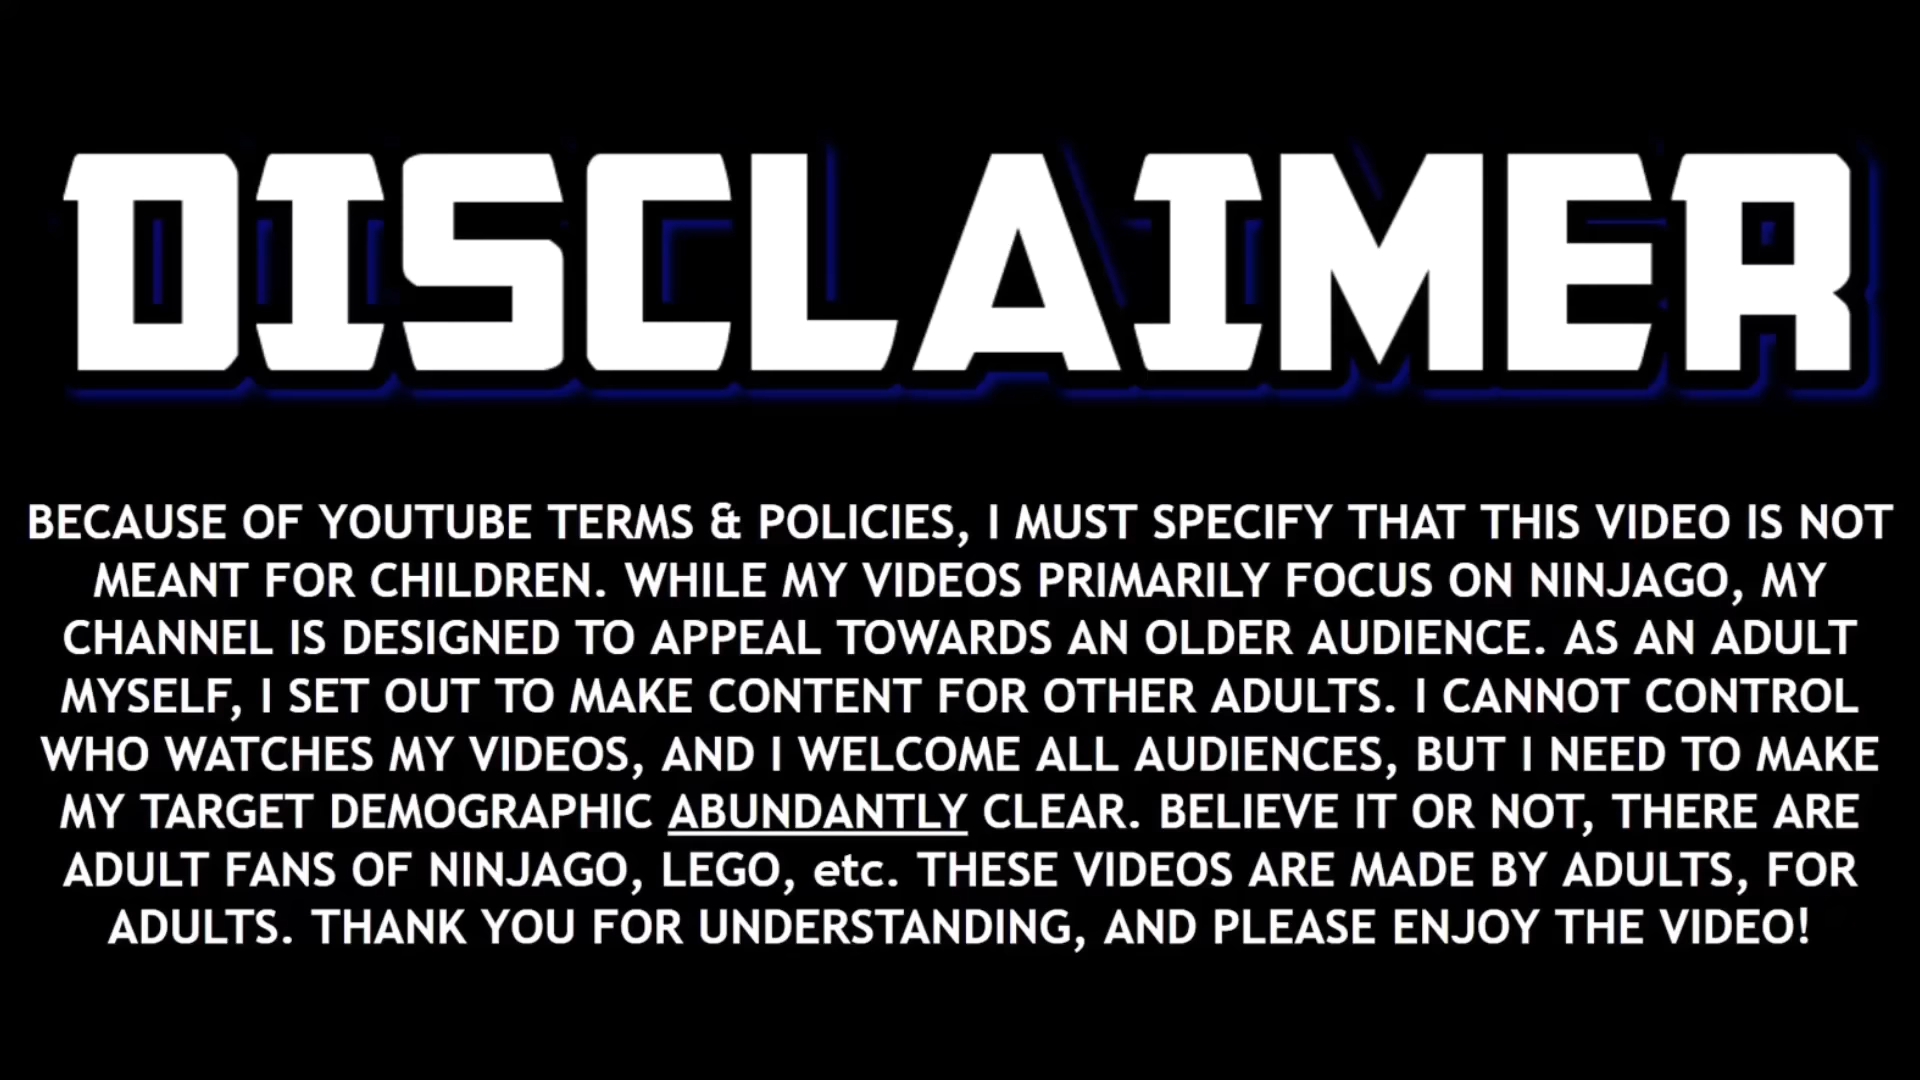 DISCLAIMER
BECAUSE OF YOUTUBE TERMS & POLICIES, I MUST SPECIFY THAT THIS VIDEO IS NOT
MEANT FOR CHILDREN. WHILE MY VIDEOS PRIMARILY FOCUS ON NINJAGO, MY
CHANNEL IS DESIGNED TO APPEAL TOWARDS AN OLDER AUDIENCE. AS AN ADULT
MYSELF, I SET OUT TO MAKE CONTENT FOR OTHER ADULTS. I CANNOT CONTROL
WHO WATCHES MY VIDEOS, AND I WELCOME ALL AUDIENCES, BUT I NEED TO MAKE
MY TARGET DEMOGRAPHIC ABUNDANTLY CLEAR. BELIEVE IT OR NOT, THERE ARE
ADULT FANS OF NINJAGO, LEGO, etc. THESE VIDEOS ARE MADE BY ADULTS, FOR
ADULTS. THANK YOU FOR UNDERSTANDING, AND PLEASE ENJOY THE VIDEO!